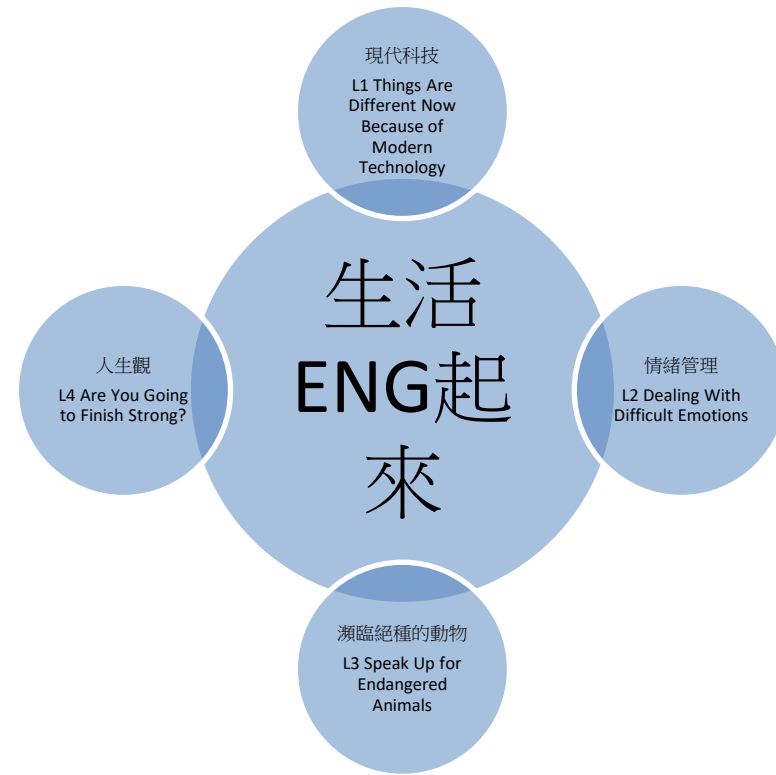 現代科技
L1 Things Are
Different Now
Because of
Modern
Technology
生活
ENG起
來
人生觀
L4 Are You Going
to Finish Strong?
情緒管理
L2 Dealing With
Difficult Emotions
瀕臨絕種的動物
L3 Speak Up for
Endangered
Animals